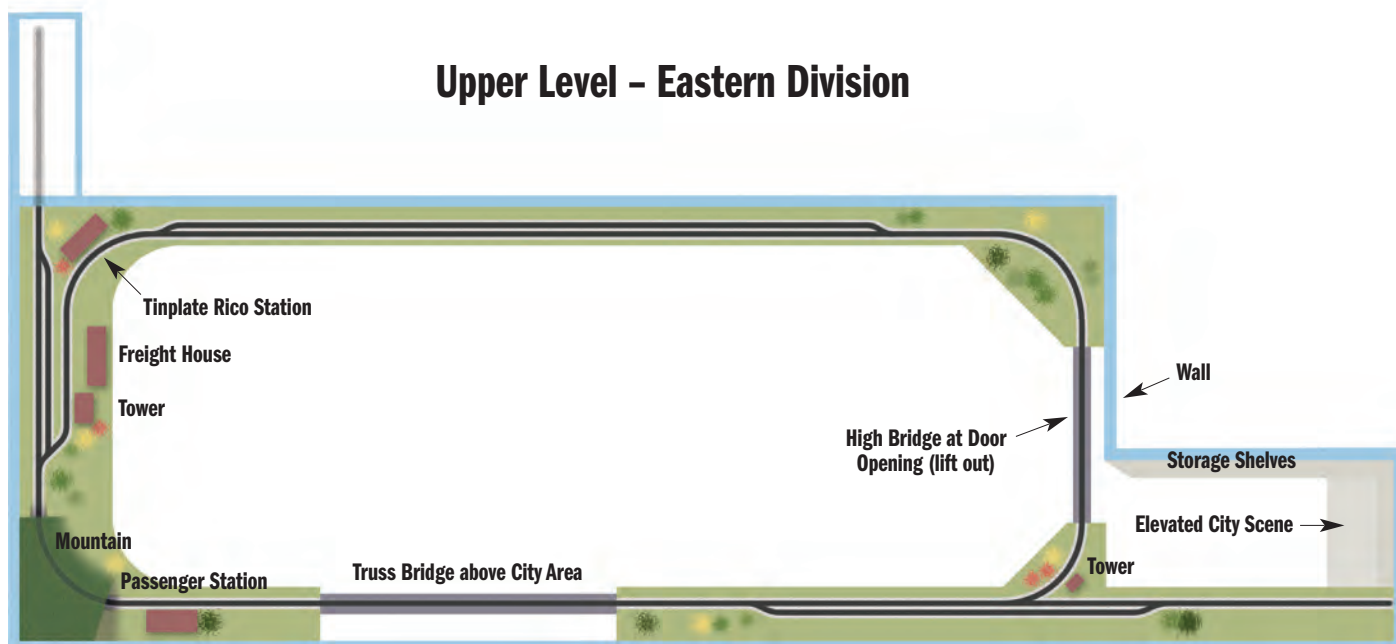 Upper Level – Eastern Division
Tinplate Rico Station
Freight House
Wall
Tower
High Bridge at Door
Opening (lift out)
Storage Shelves
Elevated City Scene
Mountain
Passenger Station
Truss Bridge above City Area
Tower